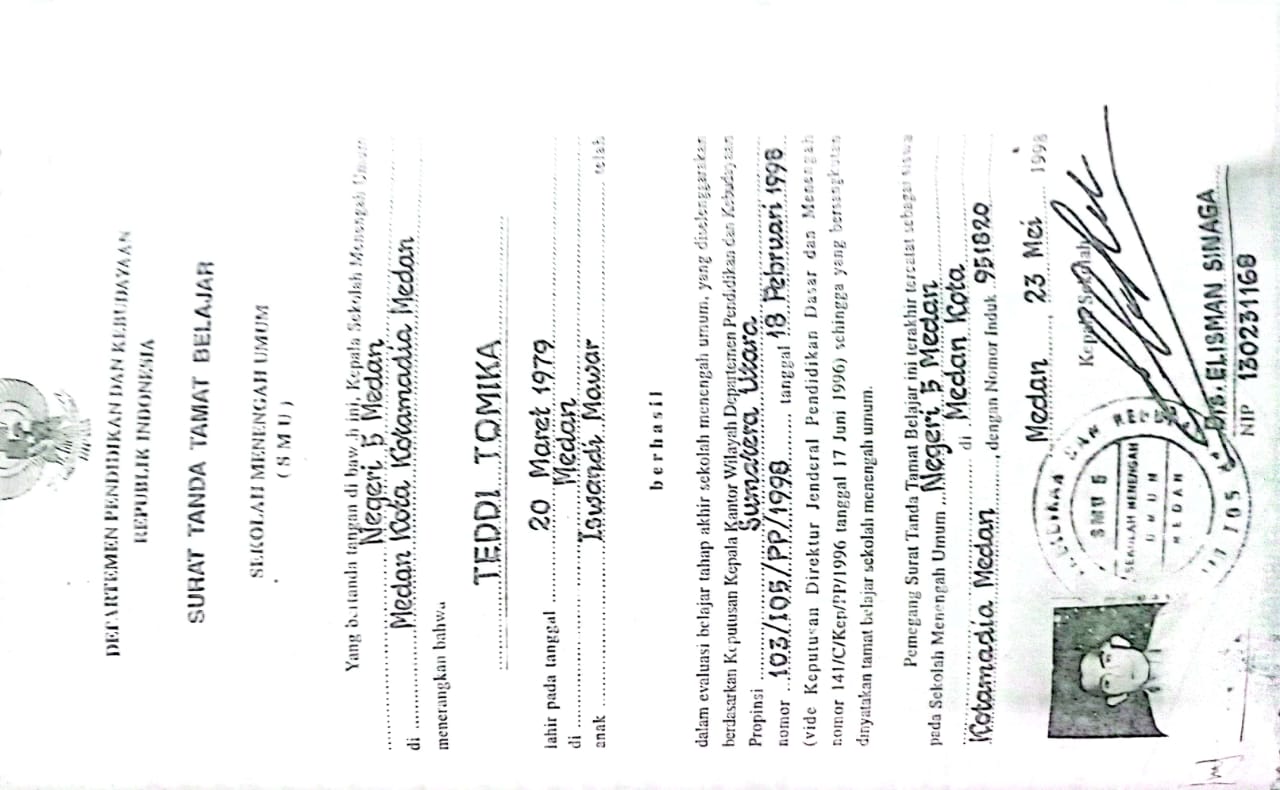 DEPARTEMEN PENDIDIKAN DAN KEBUDAYAAN
REPUBLIK INDONESIA
SURAT TANDA TAMAT BELAJAR
SEKOLAH MENENGAH UMUM
( S M U )
Yang bertanda tangan di bawah ini, Kepala Sekolah Menengah Umum
Negeri 5 Medan
di Medan Kota Kotamadia Medan
menerangkan bahwa
TEDDI TOMIKA
lahir pada tanggal 20 Maret 1979
di Medan
anak Iswandi Mawar telah
berhasil
dalam evaluasi belajar tahap akhir sekolah menengah umum, yang diselenggarakan
berdasarkan Keputusan Kepala Kantor Wilayah Departemen Pendidikan dan Kebudayaan
Propinsi Sumatera Utara
nomor 103/I05/PP/1998 tanggal 18 Pebruari 1998
(vide Keputusan Direktur Jenderal Pendidikan Dasar dan Menengah
nomor 141/C/Kep/PP/1996 tanggal 17 Juni 1996) sehingga yang bersangkutan
dinyatakan tamat belajar sekolah menengah umum.
Pemegang Surat Tanda Tamat Belajar ini terakhir tercatat sebagai siswa
pada Sekolah Menengah Umum Negeri 5 Medan
di Medan Kota
Kotamadia Medan, dengan Nomor Induk 951820
Medan, 23 Mei 1998
Kepala Sekolah
SMU 5
SEKOLAH MENENGAH
UMUM
MEDAN
I05
Drs. ELISMAN SINAGA
NIP 130231168